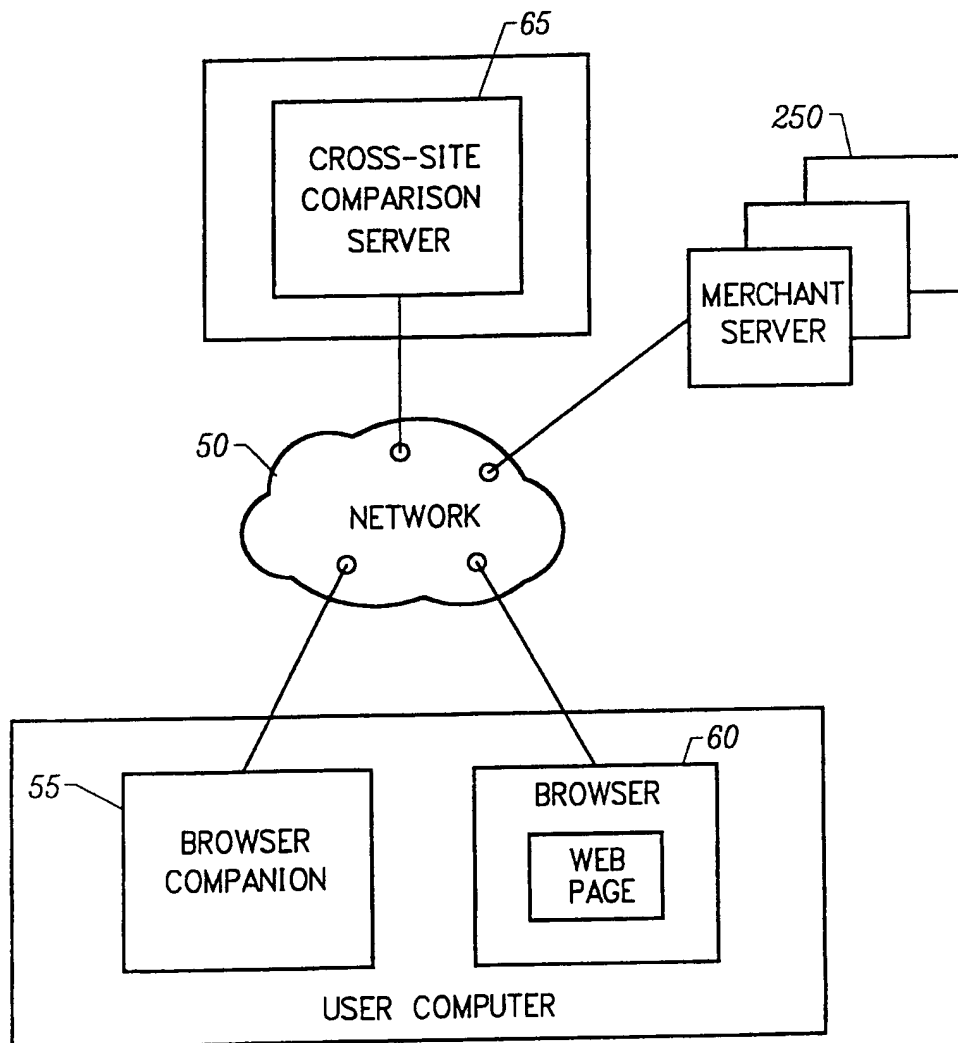 65
CROSS-SITE
COMPARISON
SERVER
250
MERCHANT
SERVER
50
NETWORK
55
BROWSER
COMPANION
60
BROWSER
WEB
PAGE
USER COMPUTER